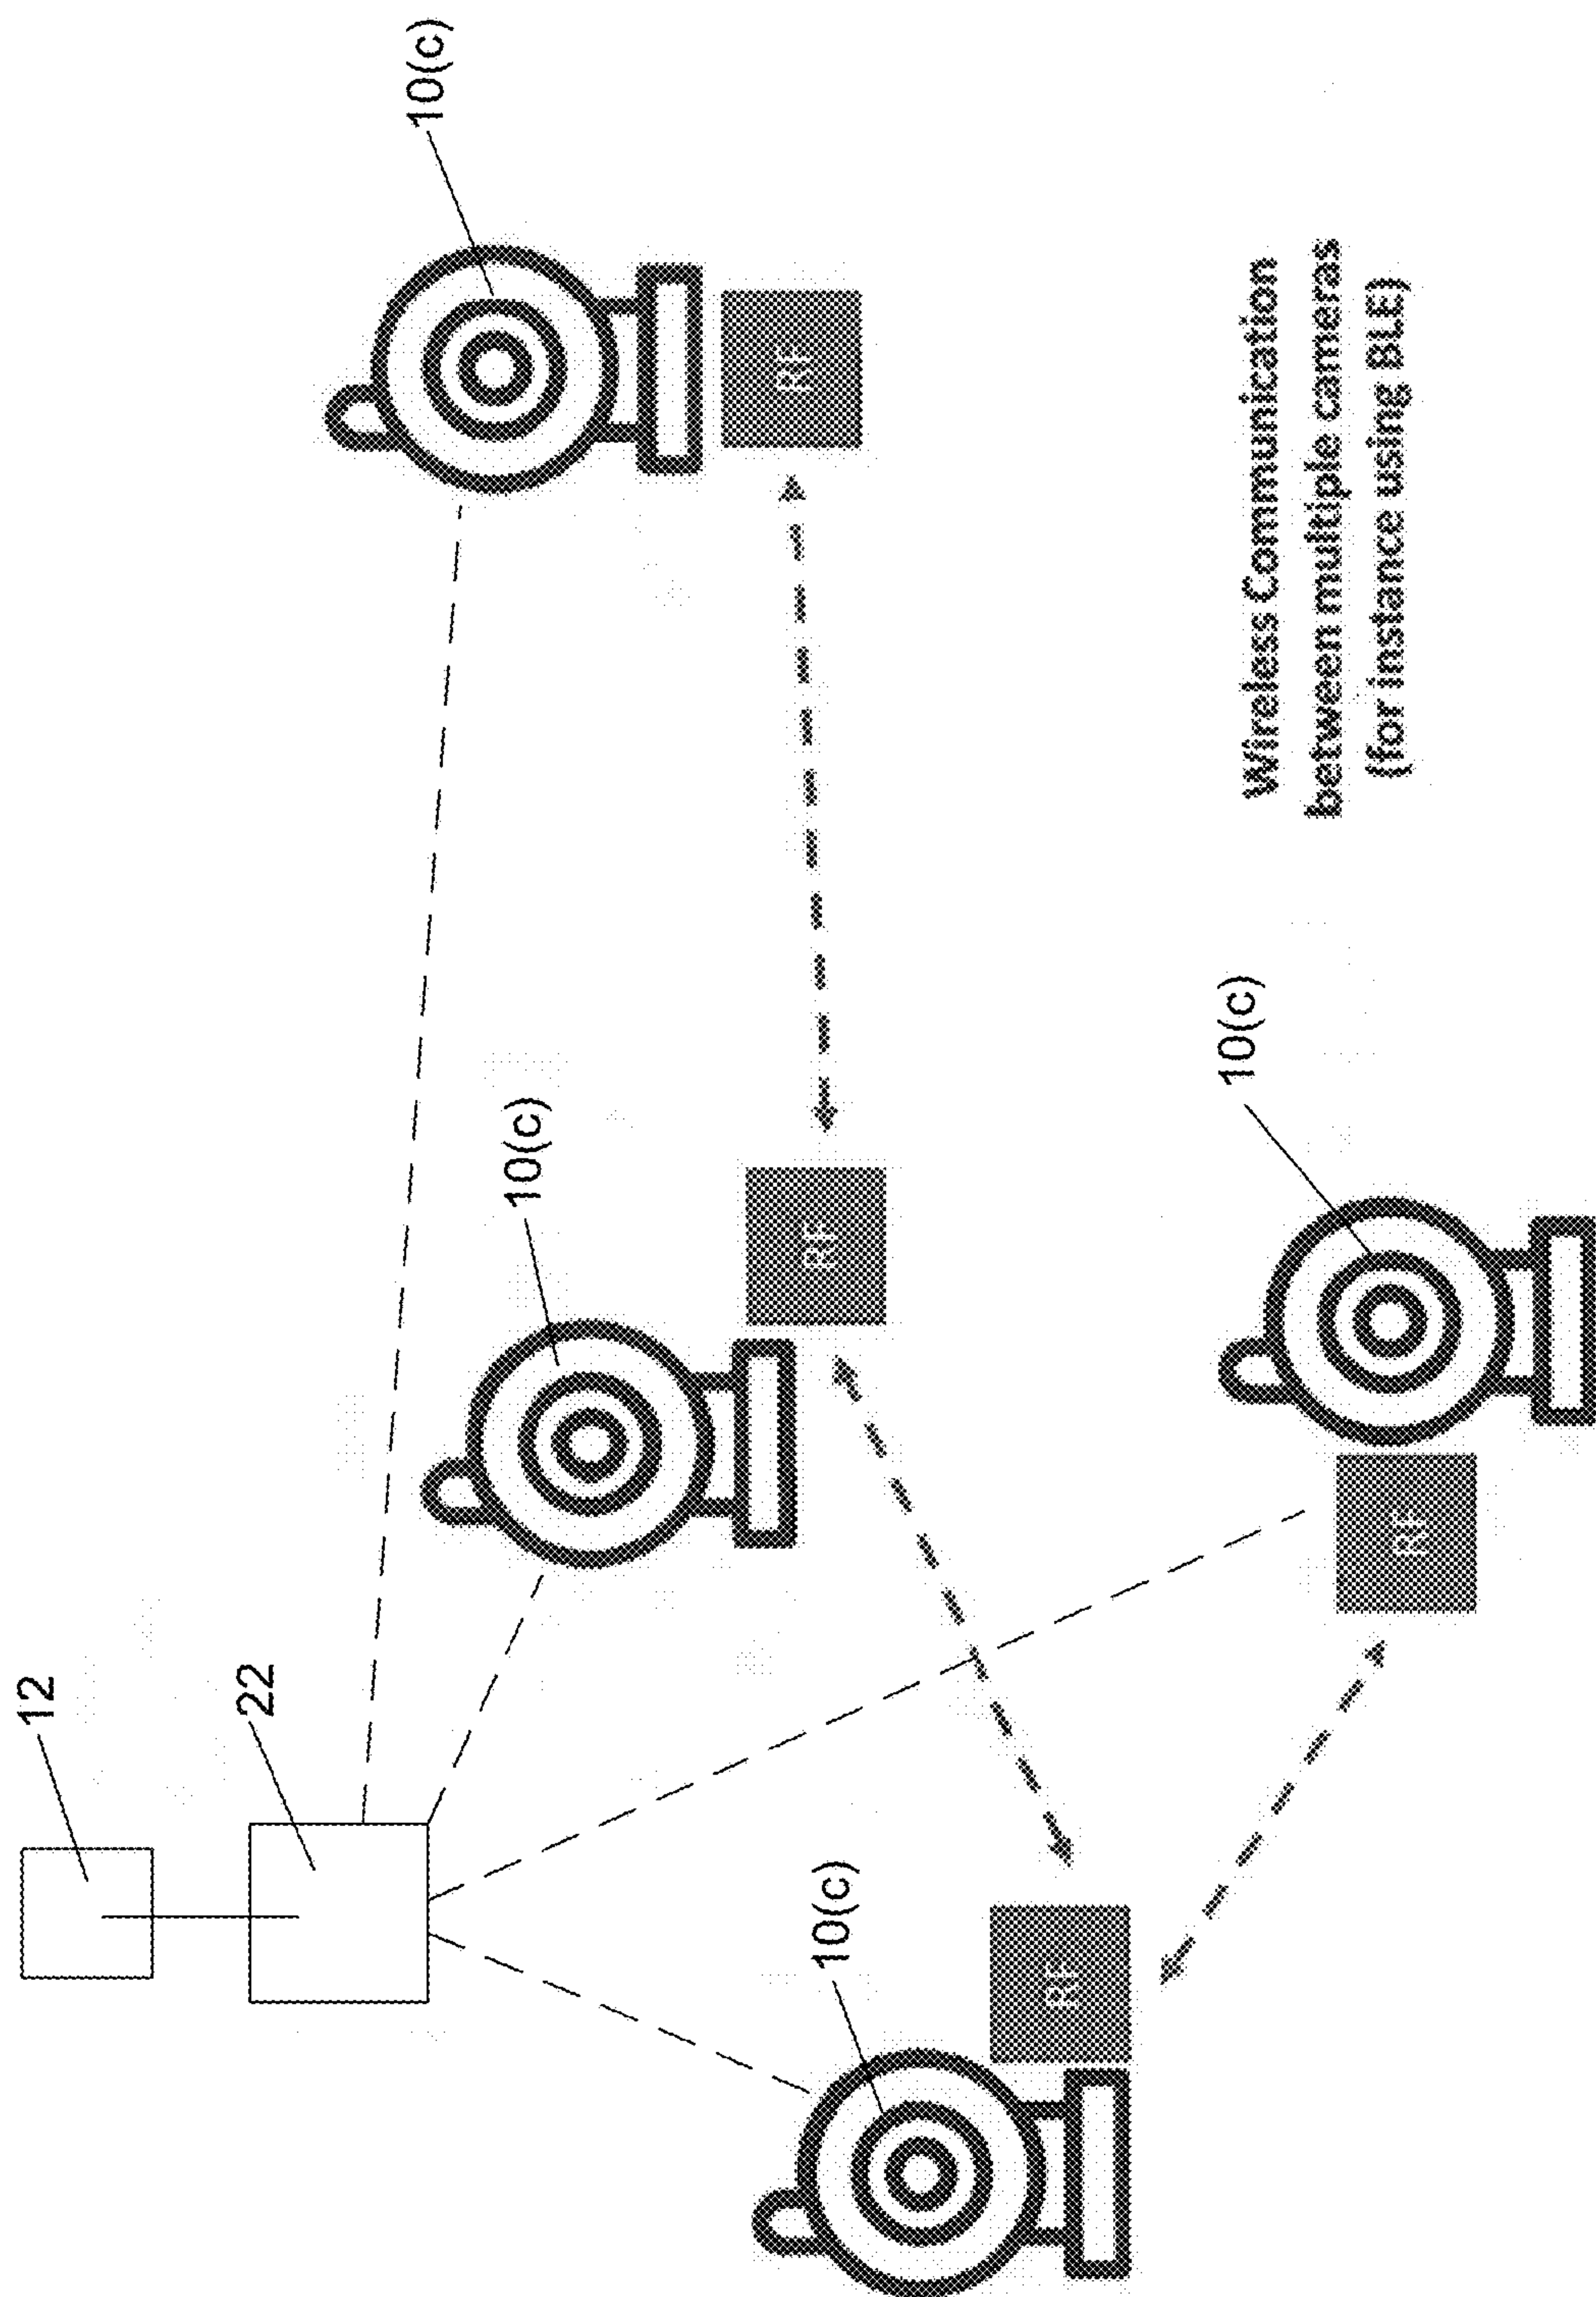 12
22
10(c)
10(c)
10(c)
10(c)
RF
RF
RF
RF
Wireless Communication
between multiple cameras
(for instance using BLE)